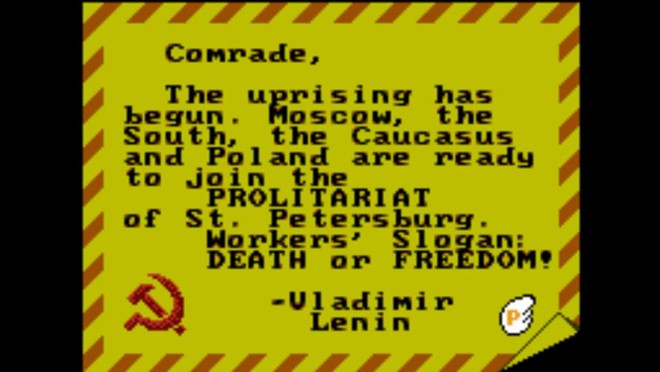 Comrade,
The uprising has
begun. Moscow, the
South, the Caucasus
and Poland are ready
to join the
PROLITARIAT
of St. Petersburg.
Workers' Slogan:
DEATH or FREEDOM!
-Vladimir
Lenin
P